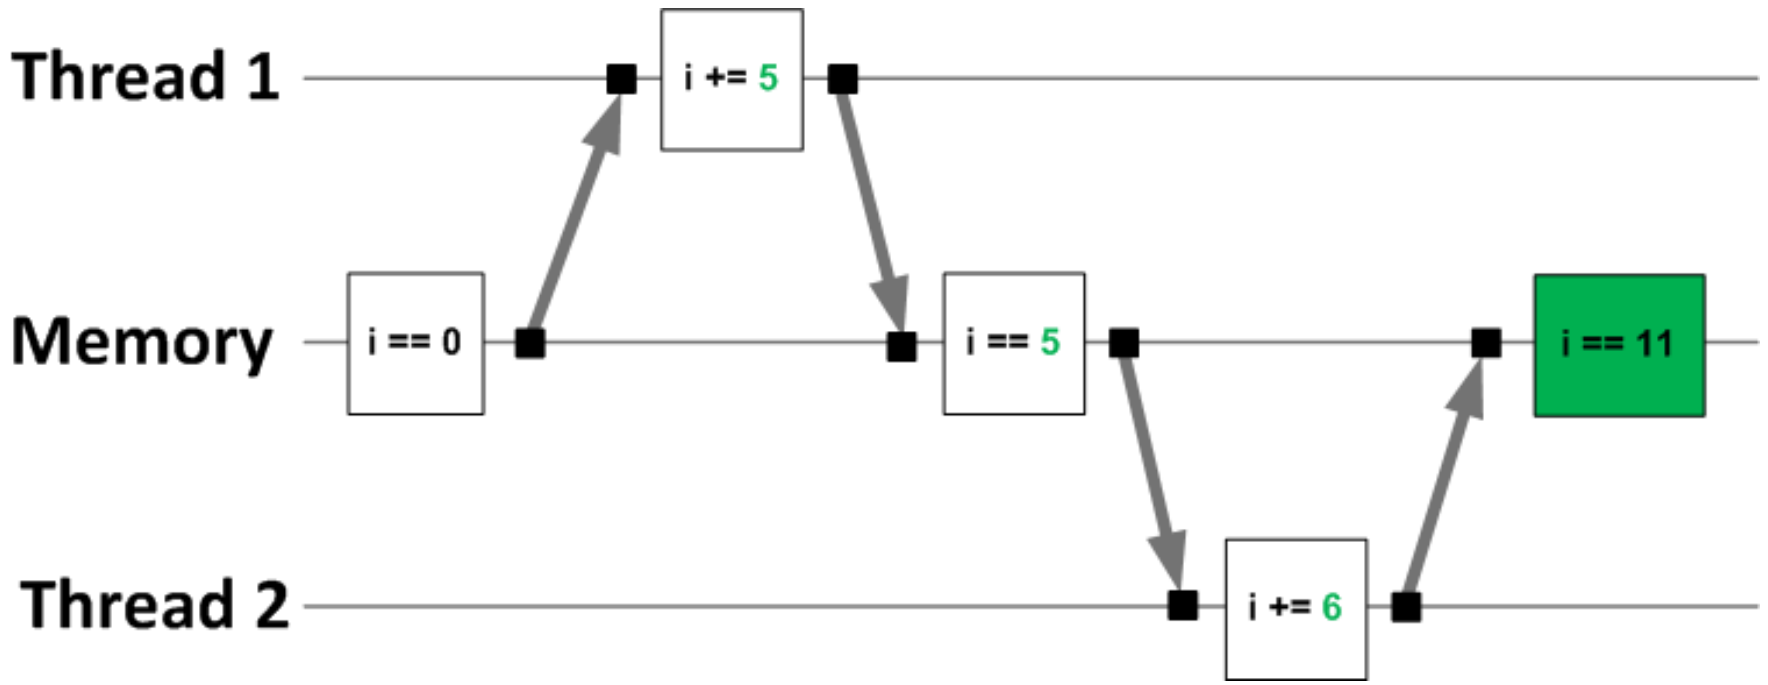 Thread 1
i += 5
Memory
i == 0
i == 5
i == 11
Thread 2
i += 6